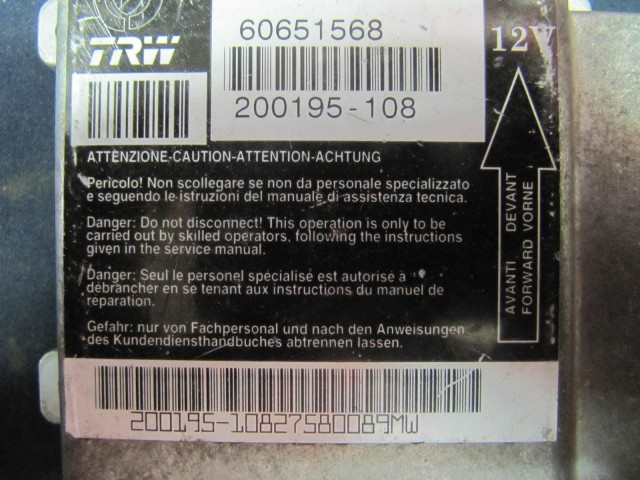 TRW
60651568
200195-108
12V
ATTENZIONE-CAUTION-ATTENTION-ACHTUNG
Pericolo! Non scollegare se non da personale specializzato
e seguendo le istruzioni del manuale di assistenza tecnica.
Danger: Do not disconnect! This operation is only to be
carried out by skilled operators, following the instructions
given in the service manual.
Danger: Seul le personel spécialisé est autorisé à
débrancher en se tenant aux instructions du manuel de
réparation.
Gefahr: nur von Fachpersonal und nach den Anweisungen
des Kundendiensthandbuches abtrennen lassen.
AVANTI DEVANT
FORWARD VORNE
200195-10827580089MW